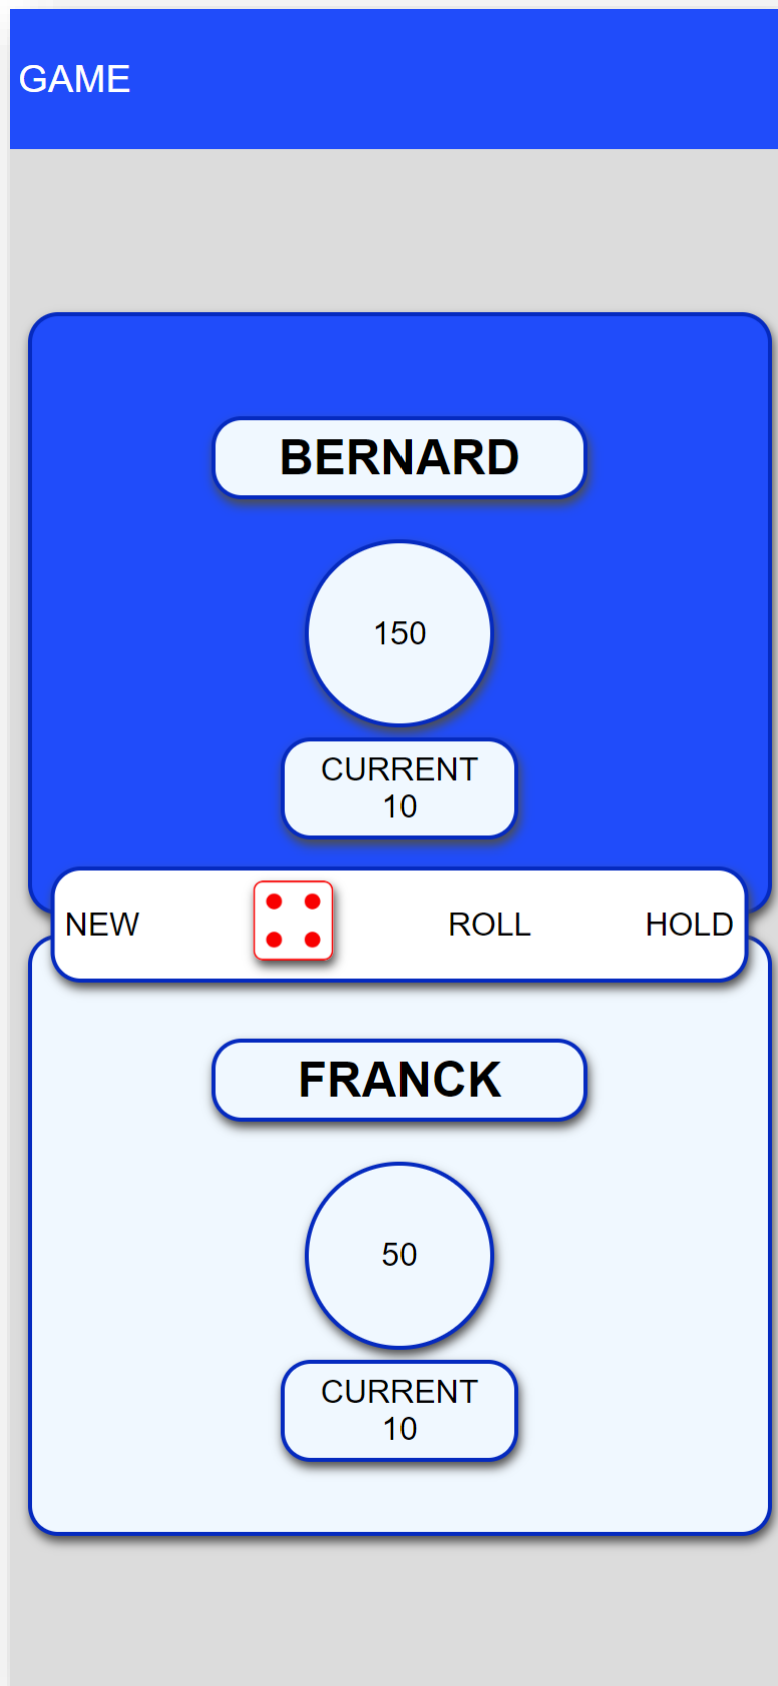 GAME
BERNARD
150
CURRENT
10
NEW ROLL HOLD
FRANCK
50
CURRENT
10